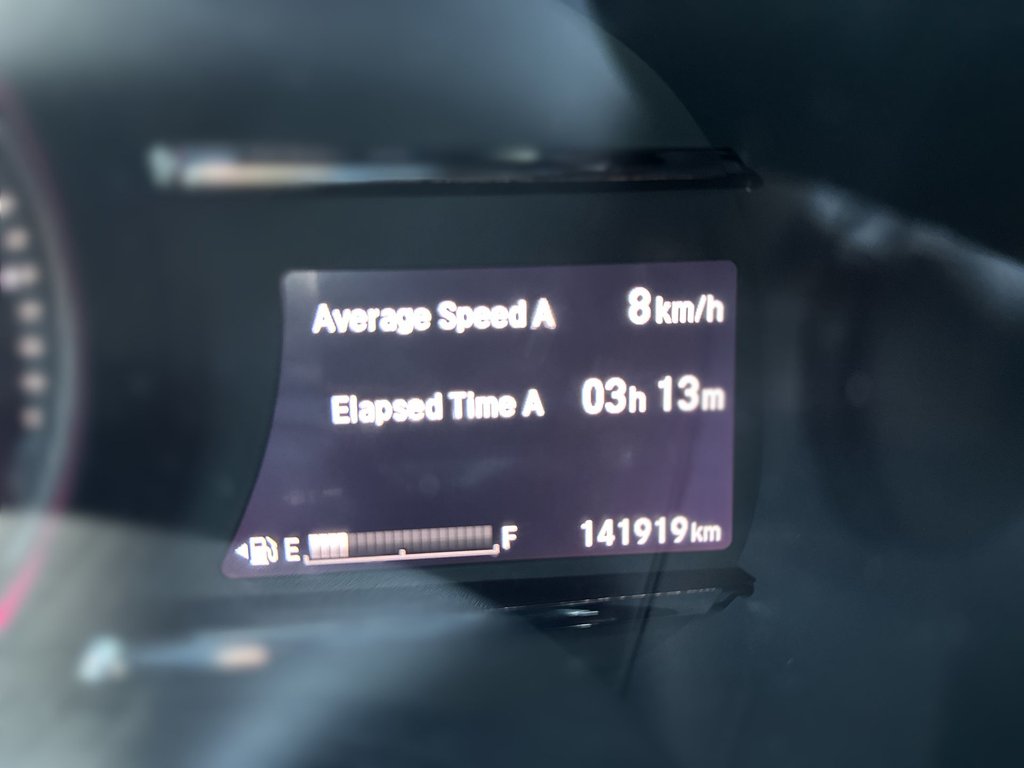 Average Speed A 8 km/h
Elapsed Time A 03h 13m
E F 141919 km